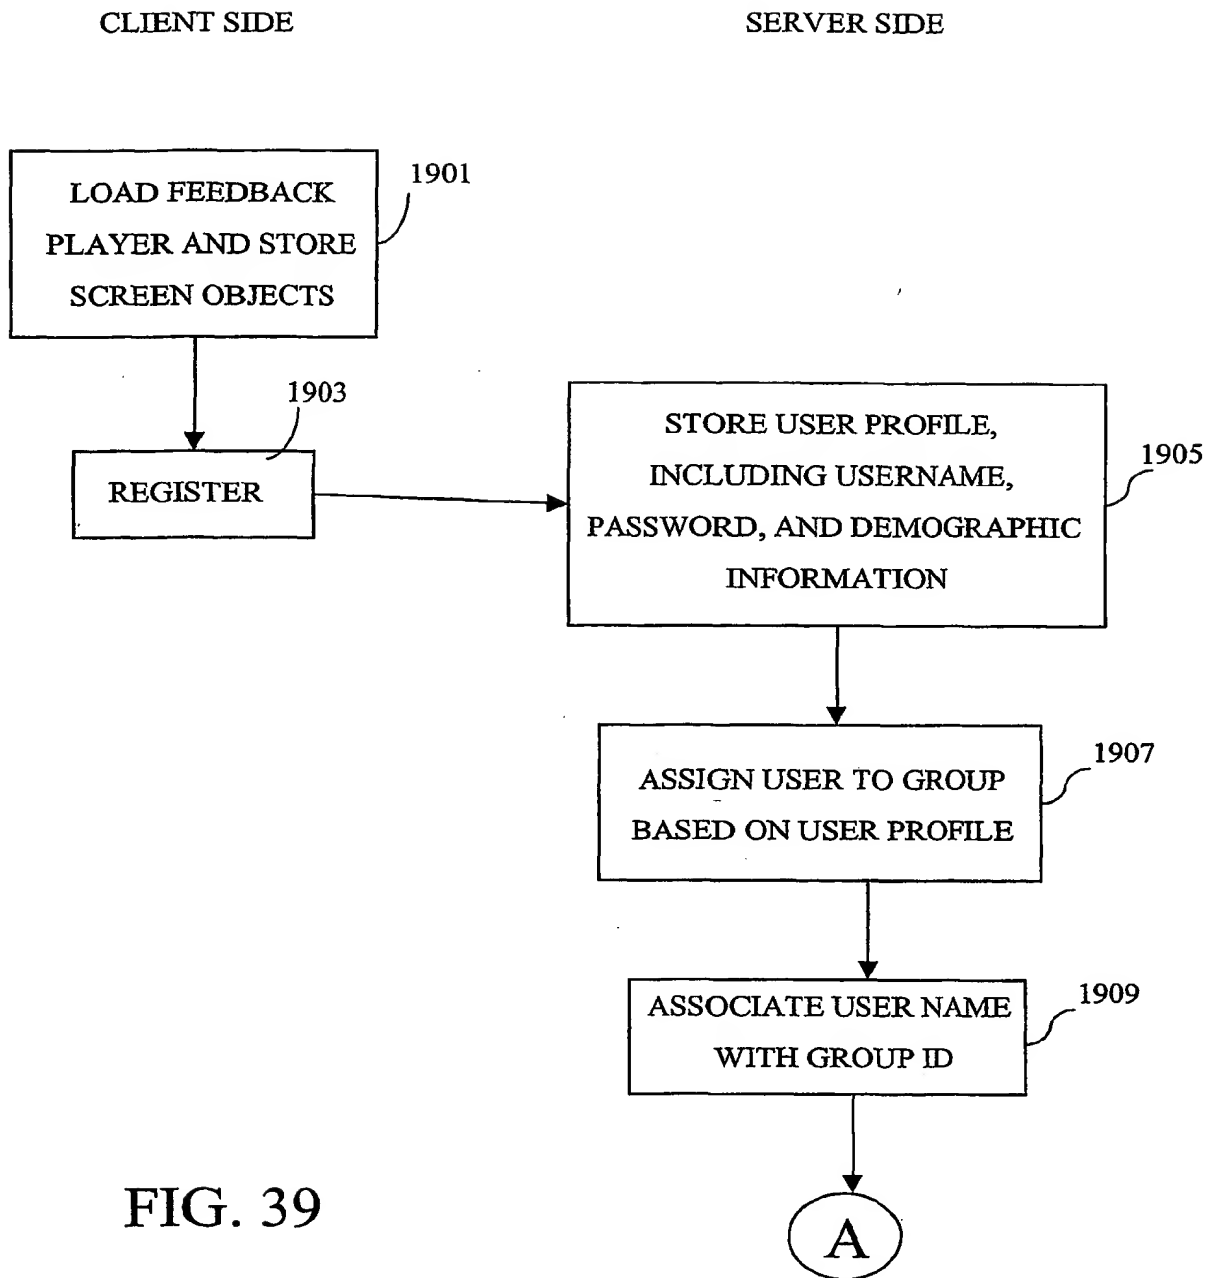 CLIENT SIDE
SERVER SIDE
LOAD FEEDBACK
PLAYER AND STORE
SCREEN OBJECTS
1901
1903
REGISTER
STORE USER PROFILE,
INCLUDING USERNAME,
PASSWORD, AND DEMOGRAPHIC
INFORMATION
1905
ASSIGN USER TO GROUP
BASED ON USER PROFILE
1907
ASSOCIATE USER NAME
WITH GROUP ID
1909
A
FIG. 39